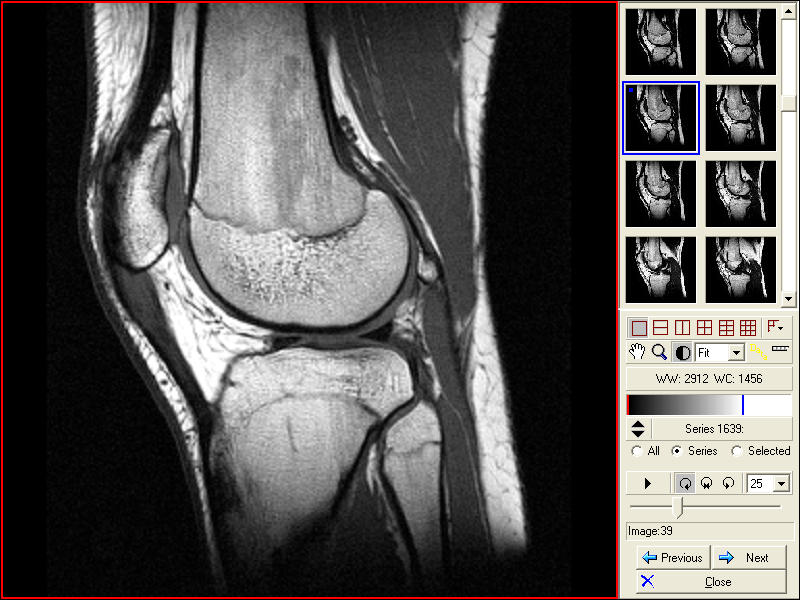 Fit
WW: 2912 WC: 1456
Series 1639:
All Series Selected
25
Image:39
Previous Next
Close